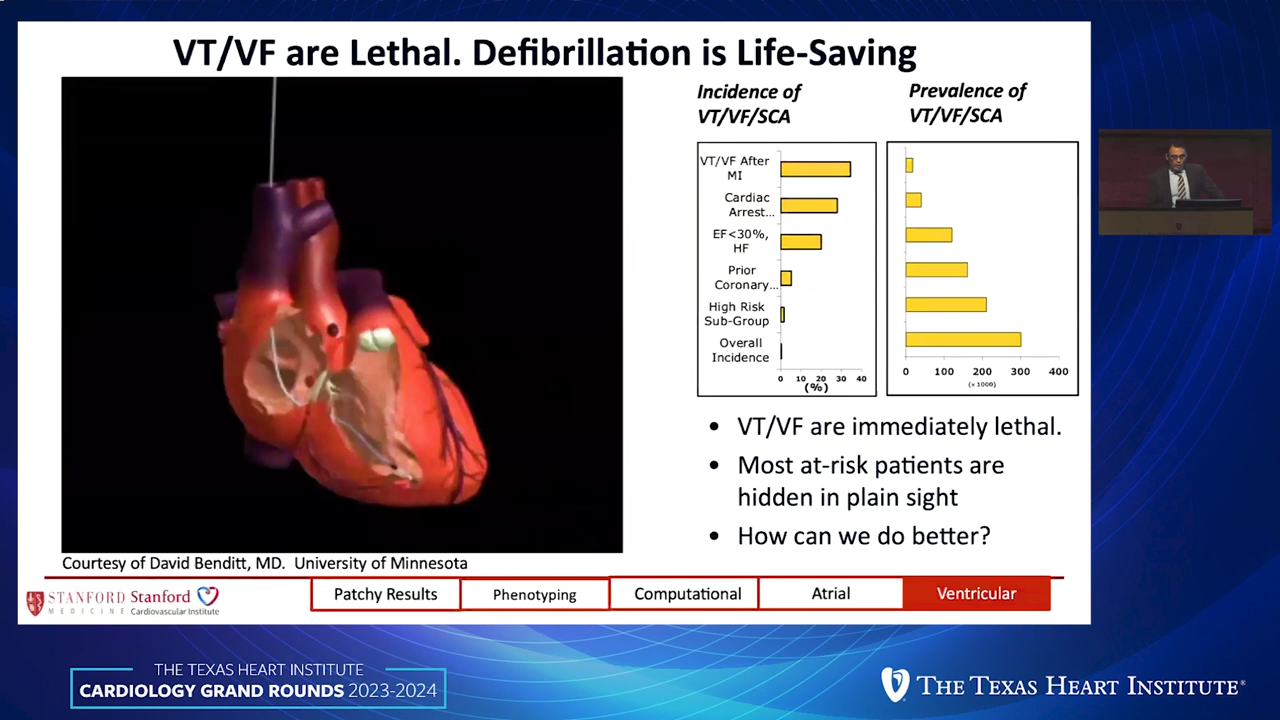 VT/VF are Lethal. Defibrillation is Life-Saving
Incidence of
VT/VF/SCA
VT/VF After
MI
Cardiac
Arrest...
EF<30%,
HF
Prior
Coronary...
High Risk
Sub-Group
Overall
Incidence
0 10 20 30 40
(%)
Prevalence of
VT/VF/SCA
0 100 200 300 400
(x 1000)
• VT/VF are immediately lethal.
• Most at-risk patients are
hidden in plain sight
• How can we do better?
Courtesy of David Benditt, MD. University of Minnesota
STANFORD
MEDICINE
Stanford
Cardiovascular Institute
Patchy Results
Phenotyping
Computational
Atrial
Ventricular
THE TEXAS HEART INSTITUTE
CARDIOLOGY GRAND ROUNDS 2023-2024
THE TEXAS HEART INSTITUTE®